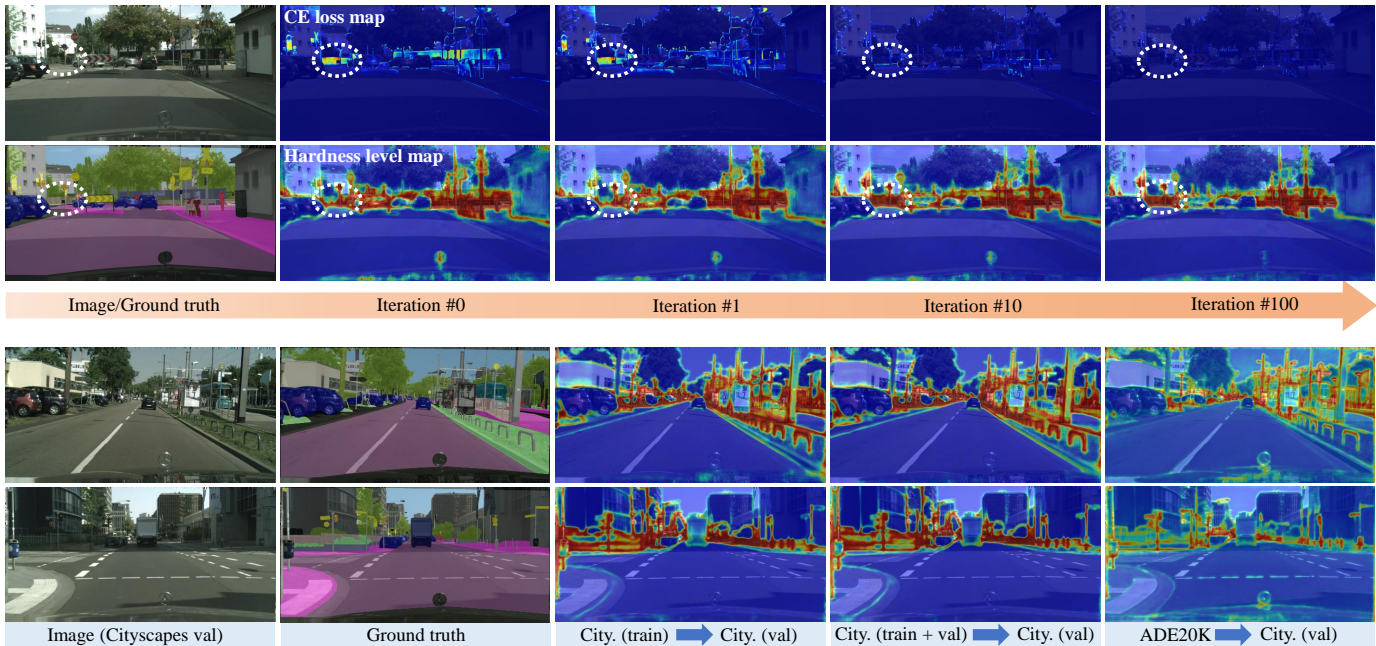 CE loss map
Hardness level map
Image/Ground truth Iteration #0 Iteration #1 Iteration #10 Iteration #100
Image (Cityscapes val) Ground truth City. (train) City. (val) City. (train + val) City. (val) ADE20K City. (val)